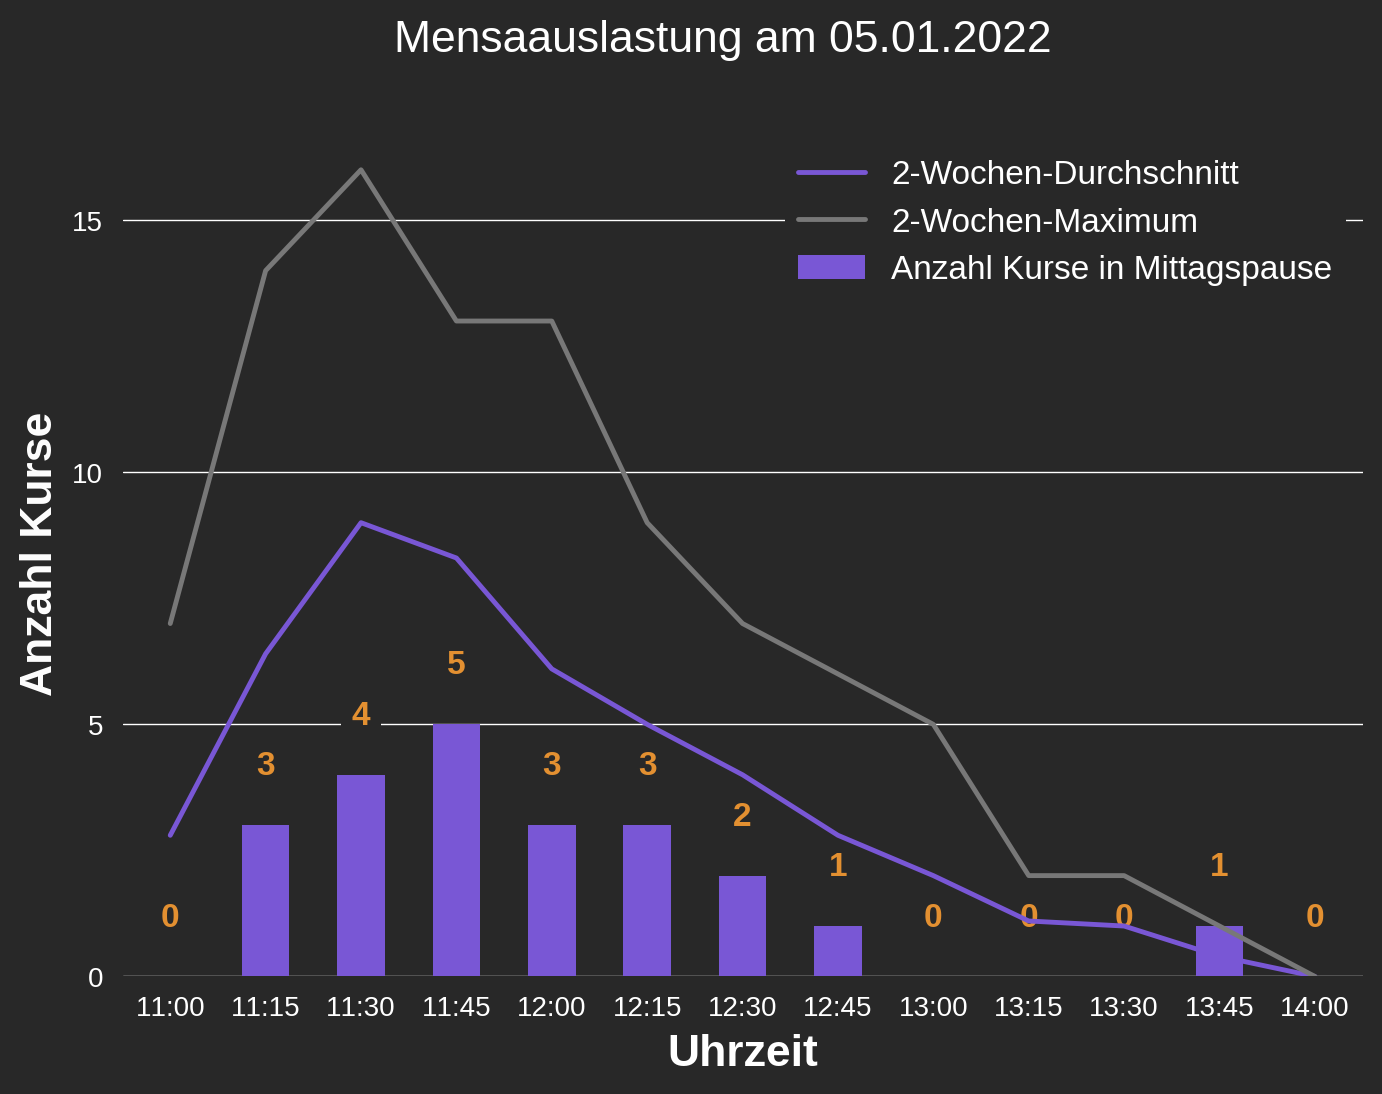 Mensaauslastung am 05.01.2022
2-Wochen-Durchschnitt
2-Wochen-Maximum
Anzahl Kurse in Mittagspause
Anzahl Kurse
15
10
5
0
0
3
4
5
3
3
2
1
0
0
0
1
0
11:00 11:15 11:30 11:45 12:00 12:15 12:30 12:45 13:00 13:15 13:30 13:45 14:00
Uhrzeit